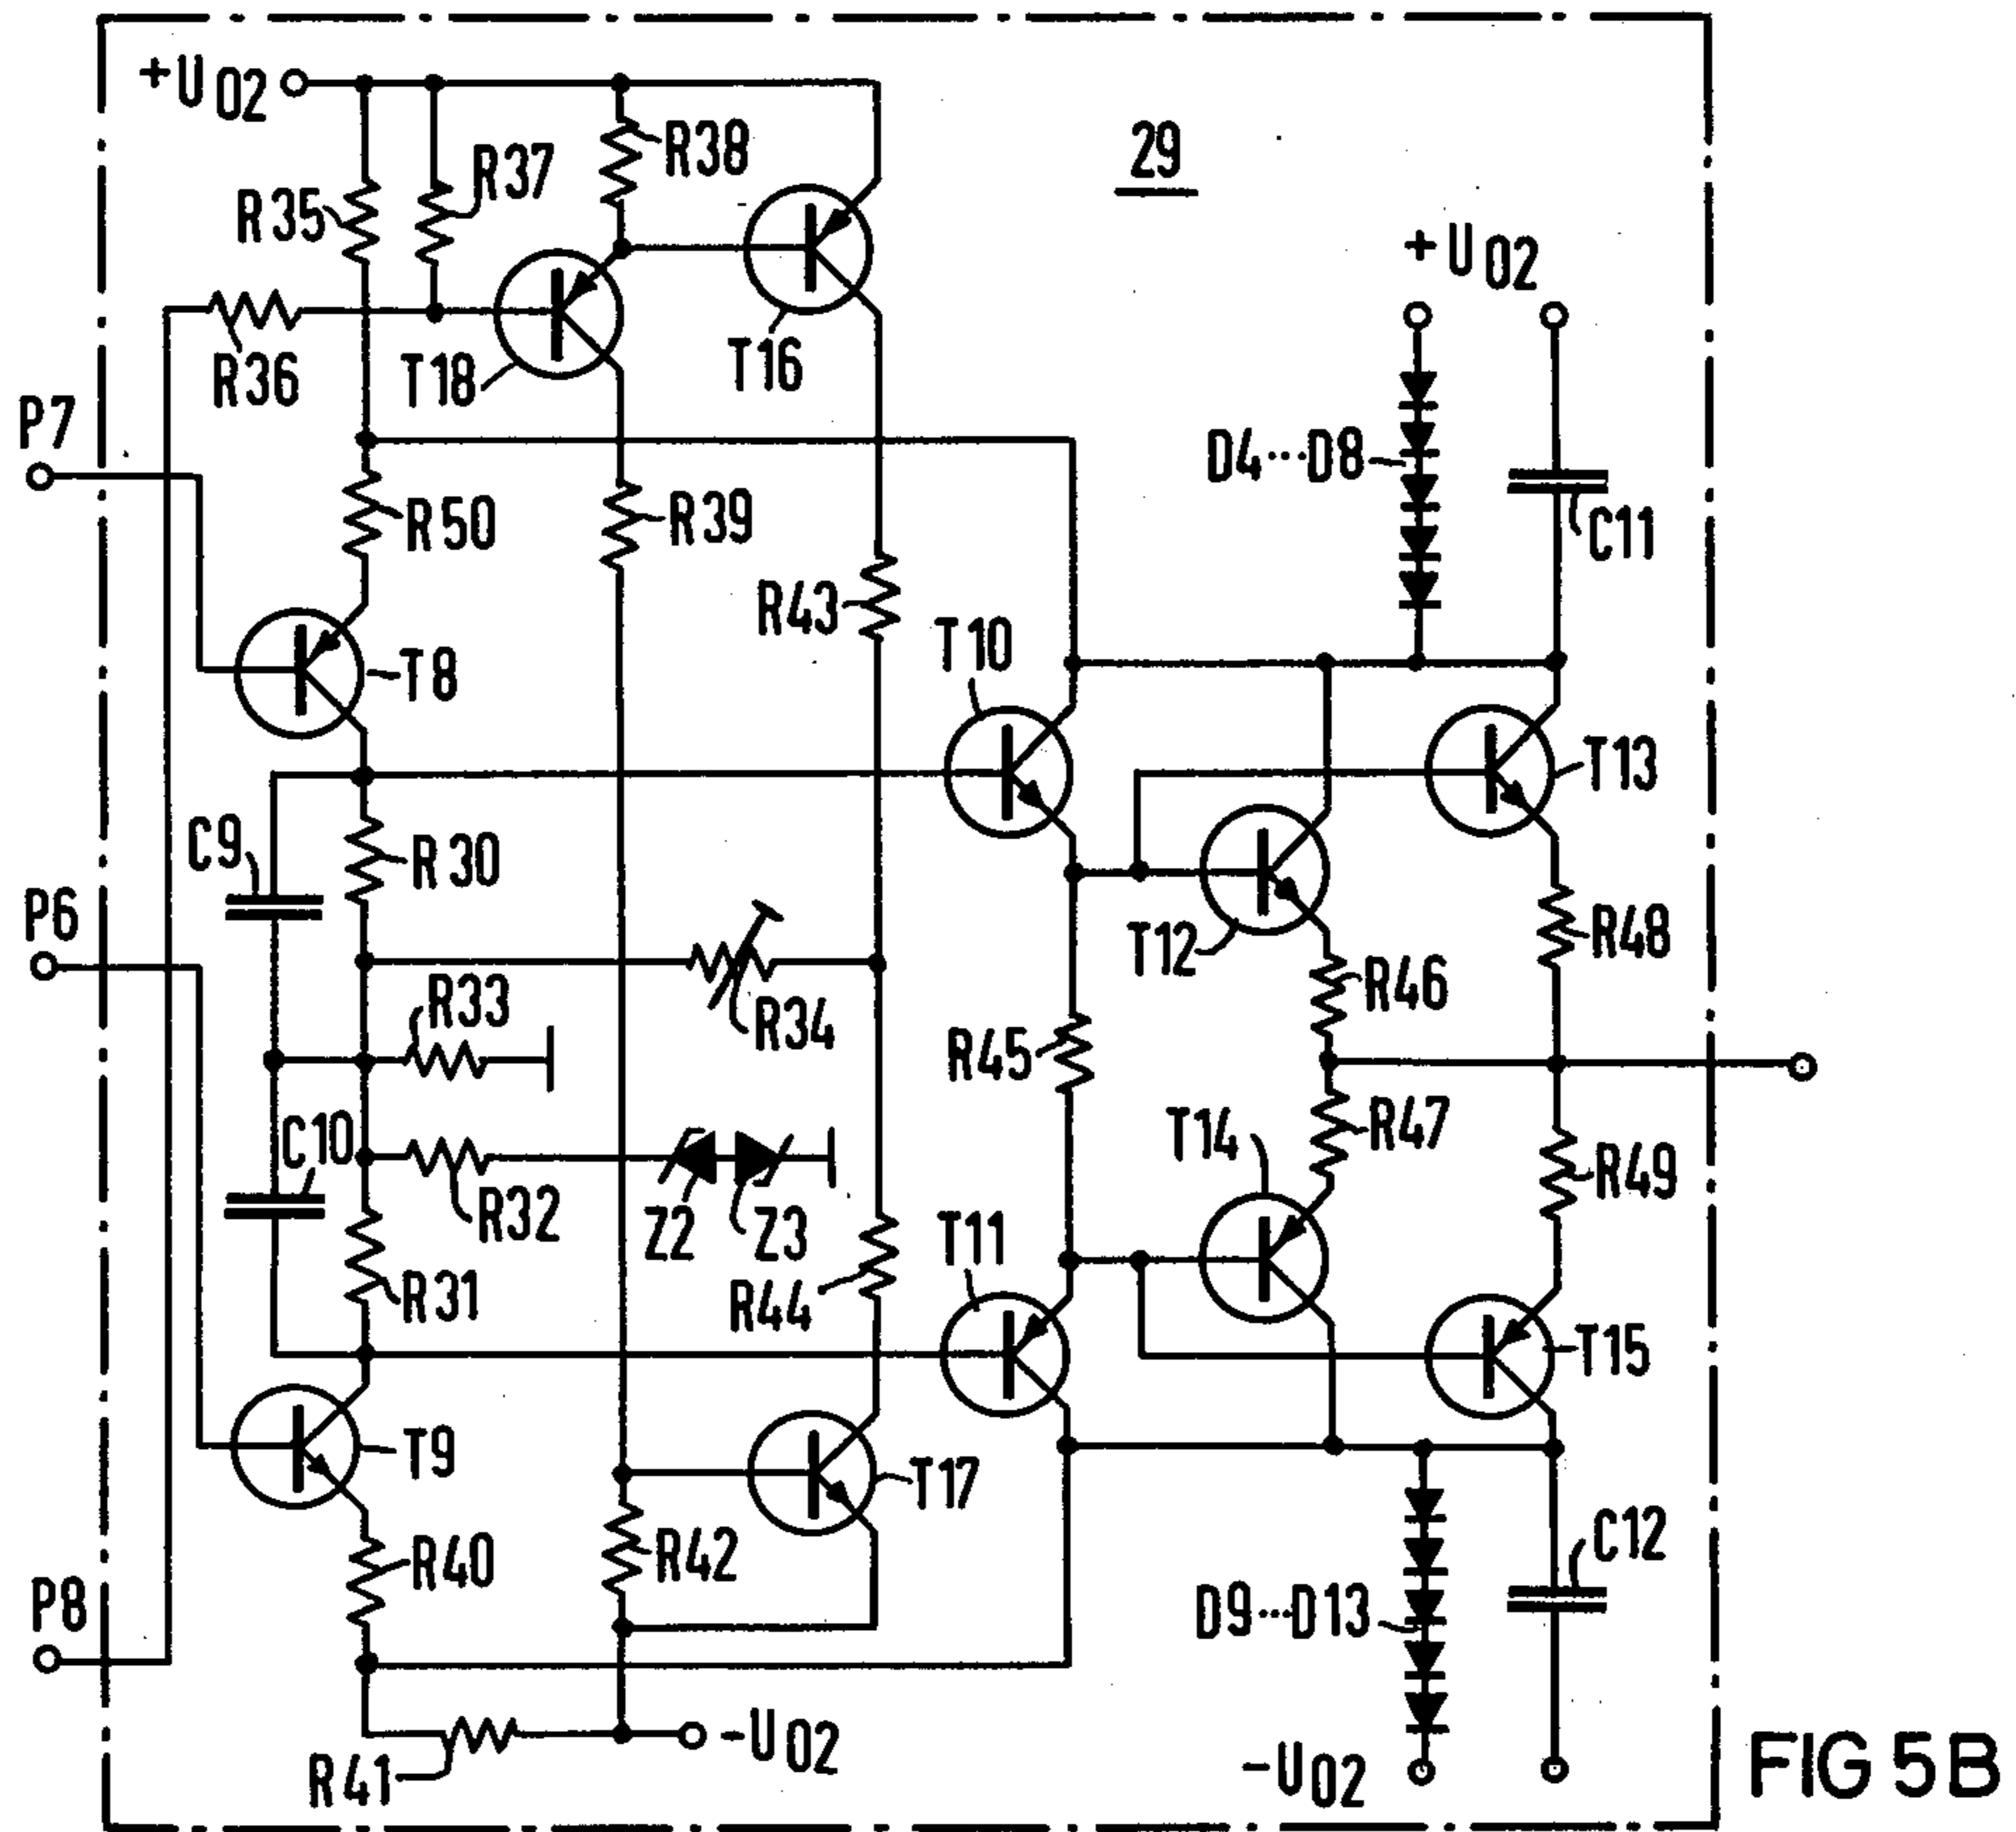 +U02
R38
29
R37
R35
+U02
T16
T18
R36
P7
D4...D8
R50
R39
C11
R43
T10
T8
T13
C9
R30
P6
T12
R48
R46
R33
R34
R45
C10
T14
R47
R49
R32
Z2
Z3
T11
R31
R44
T15
T9
T17
C12
R42
R40
P8
D9...D13
-U02
R41
-U02
FIG 5B